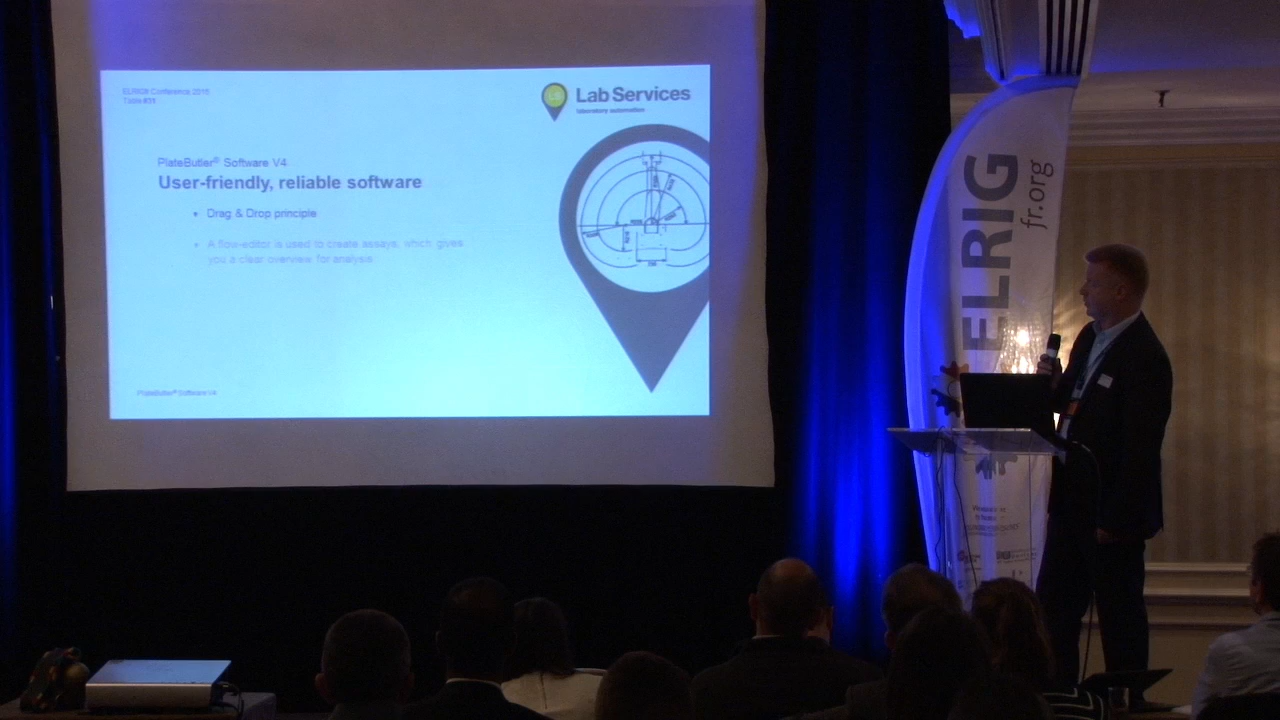 ELRIG® Conference 2016
Table #31
Lab Services
laboratory automation
PlateButler® Software V4
User-friendly, reliable software
• Drag & Drop principle
• A flow-editor is used to create assays, which gives
you a clear overview for analysis
PlateButler® Software V4
ELRIG
fr.org